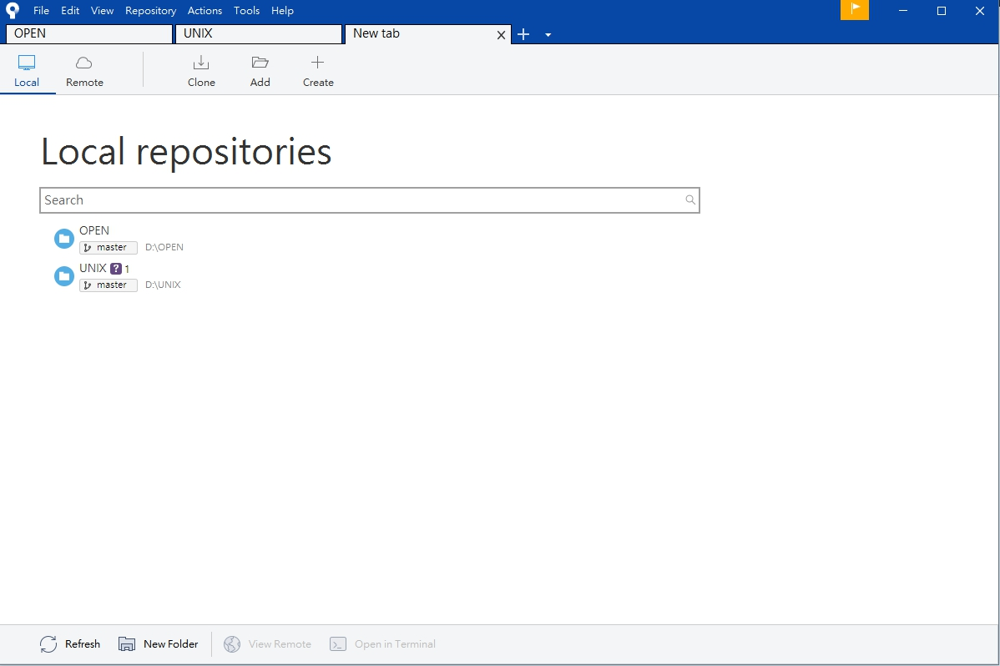 File Edit View Repository Actions Tools Help
OPEN UNIX New tab
Local Remote Clone Add Create
Local repositories
Search
OPEN
master D:\OPEN
UNIX ? 1
master D:\UNIX
Refresh New Folder View Remote Open in Terminal